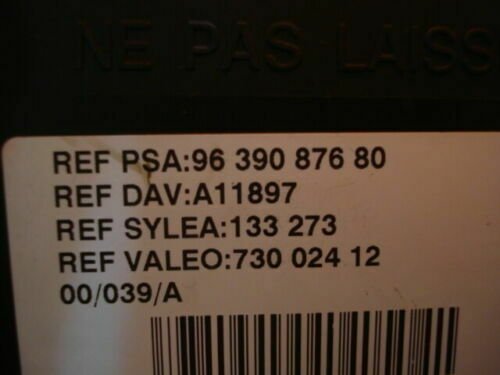 NE PAS LAISS
REF PSA:96 390 876 80
REF DAV:A11897
REF SYLEA:133 273
REF VALEO:730 024 12
00/039/A